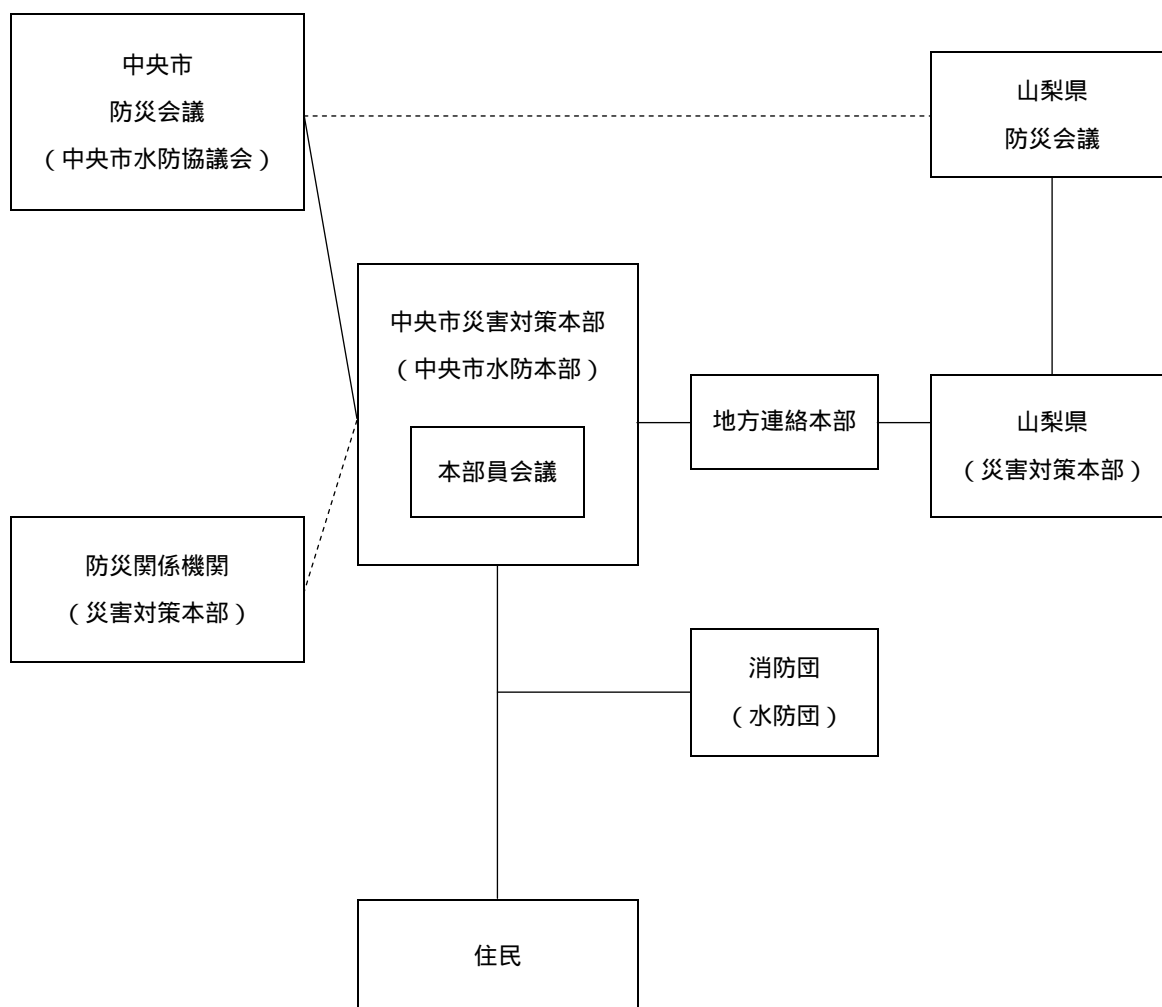 中央市
防災会議
（中央市水防協議会）
山梨県
防災会議
中央市災害対策本部
（中央市水防本部）
本部員会議
地方連絡本部
山梨県
（災害対策本部）
防災関係機関
（災害対策本部）
消防団
（水防団）
住民